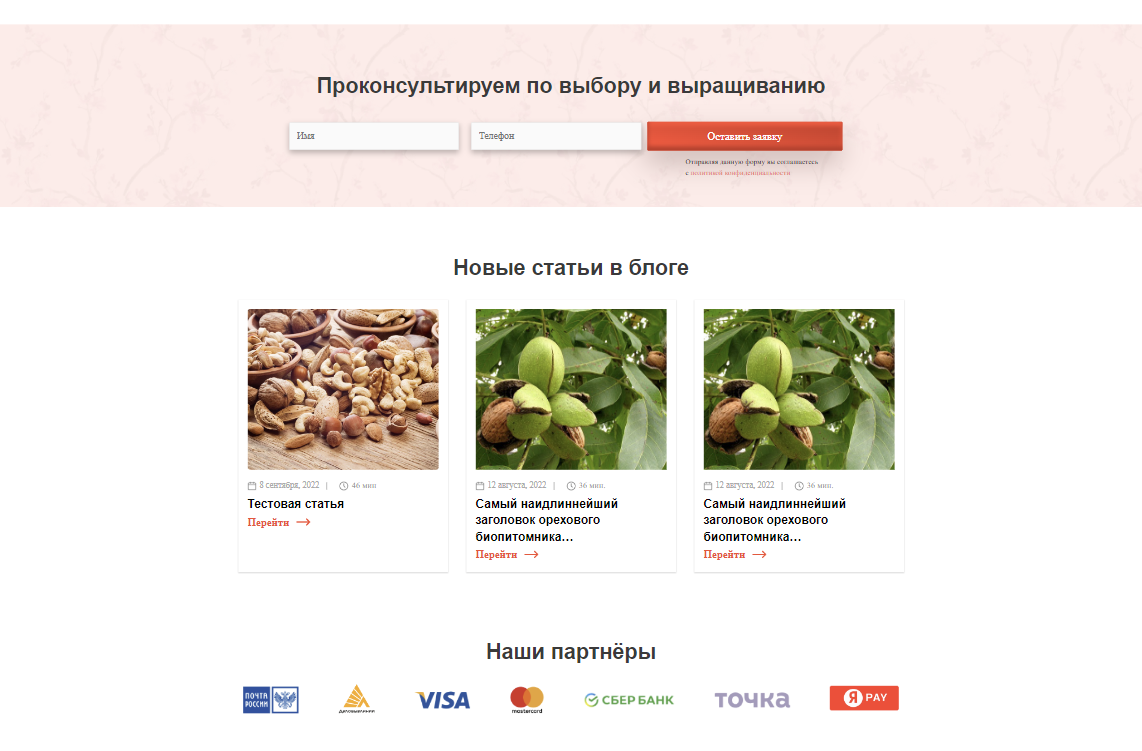 Проконсультируем по выбору и выращиванию
Имя
Телефон
Оставить заявку
Отправляя данную форму вы соглашаетесь
с политикой конфиденциальности
Новые статьи в блоге
8 сентября, 2022 | 46 мин
Тестовая статья
Перейти
12 августа, 2022 | 36 мин.
Самый наидлиннейший
заголовок орехового
биопитомника...
Перейти
12 августа, 2022 | 36 мин.
Самый наидлиннейший
заголовок орехового
биопитомника...
Перейти
Наши партнёры
ПОЧТА
РОССИИ
Деловые Линии
VISA
mastercard
СБЕР БАНК
точка
Я PAY